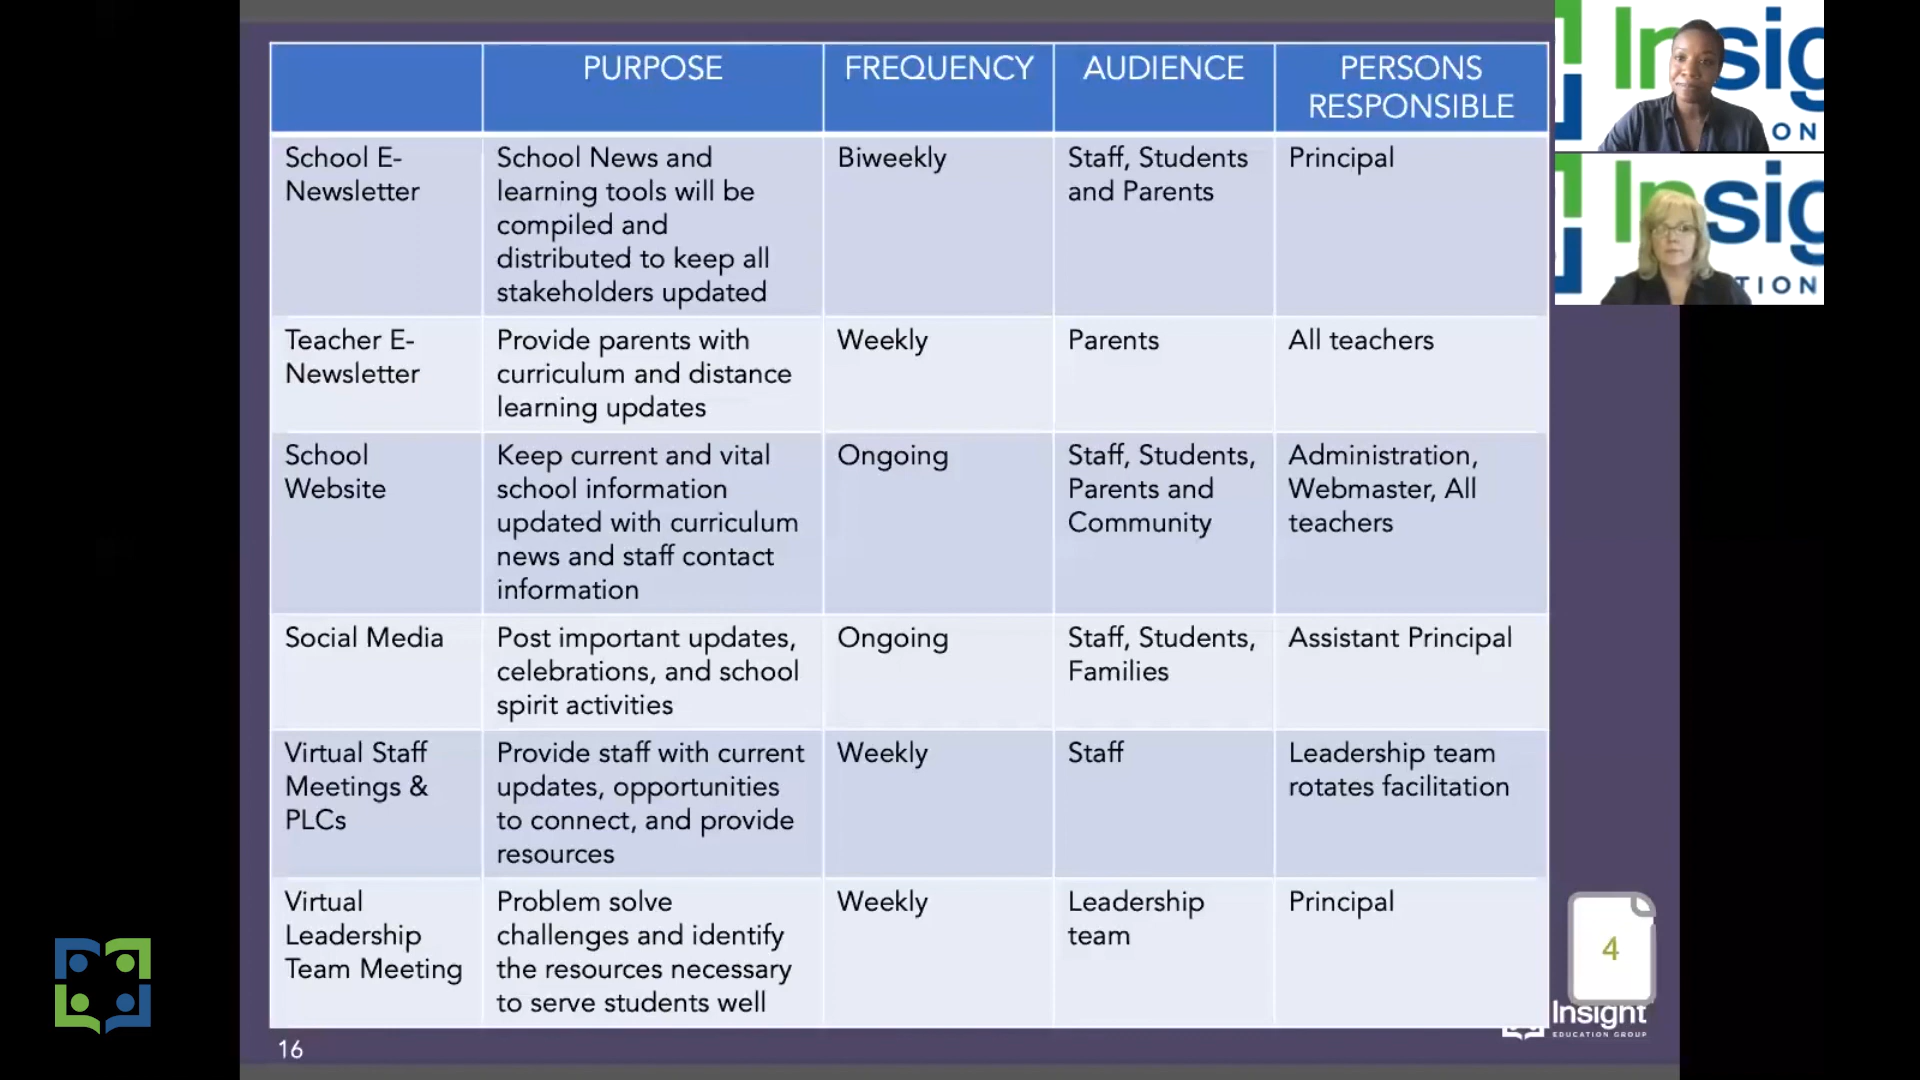 PURPOSE
FREQUENCY
AUDIENCE
PERSONS
RESPONSIBLE
School E-
Newsletter
School News and
learning tools will be
compiled and
distributed to keep all
stakeholders updated
Biweekly
Staff, Students
and Parents
Principal
Teacher E-
Newsletter
Provide parents with
curriculum and distance
learning updates
Weekly
Parents
All teachers
School
Website
Keep current and vital
school information
updated with curriculum
news and staff contact
information
Ongoing
Staff, Students,
Parents and
Community
Administration,
Webmaster, All
teachers
Social Media
Post important updates,
celebrations, and school
spirit activities
Ongoing
Staff, Students,
Families
Assistant Principal
Virtual Staff
Meetings &
PLCs
Provide staff with current
updates, opportunities
to connect, and provide
resources
Weekly
Staff
Leadership team
rotates facilitation
Virtual
Leadership
Team Meeting
Problem solve
challenges and identify
the resources necessary
to serve students well
Weekly
Leadership
team
Principal
4
Insight
EDUCATION GROUP
16